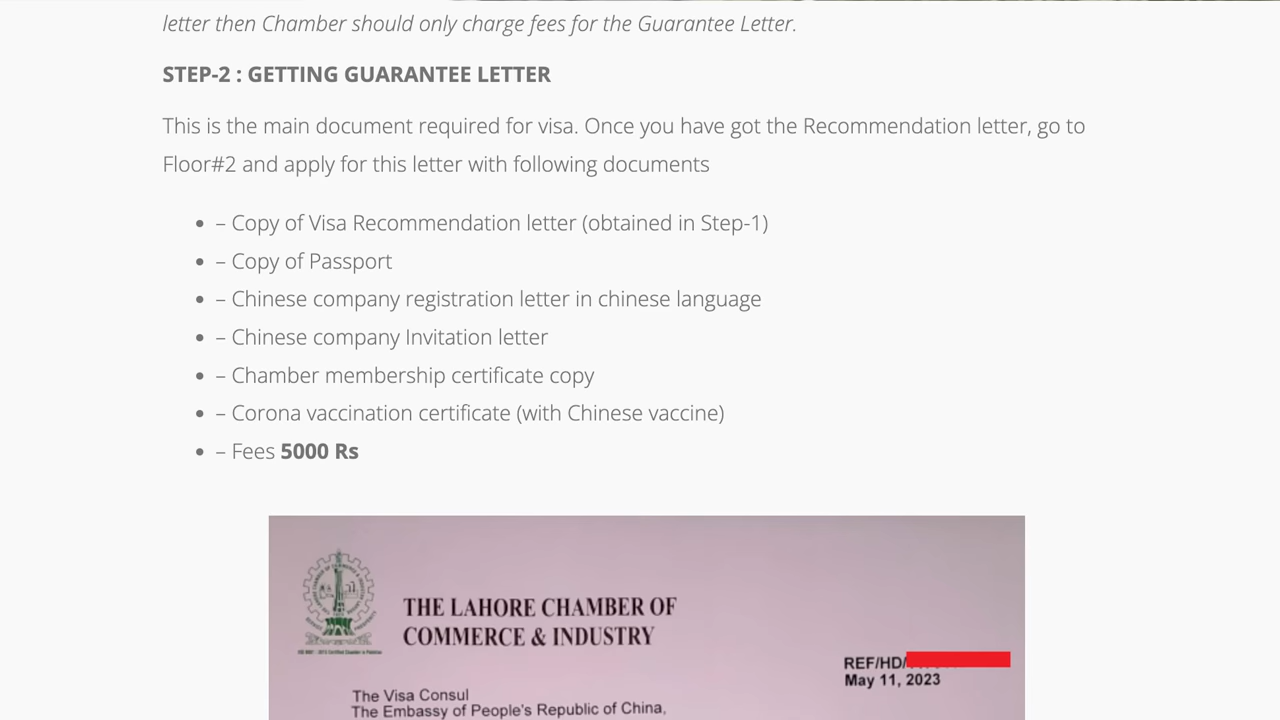 letter then Chamber should only charge fees for the Guarantee Letter.
STEP-2 : GETTING GUARANTEE LETTER
This is the main document required for visa. Once you have got the Recommendation letter, go to
Floor#2 and apply for this letter with following documents
• – Copy of Visa Recommendation letter (obtained in Step-1)
• – Copy of Passport
• – Chinese company registration letter in chinese language
• – Chinese company Invitation letter
• – Chamber membership certificate copy
• – Corona vaccination certificate (with Chinese vaccine)
• – Fees 5000 Rs
THE LAHORE CHAMBER OF
COMMERCE & INDUSTRY
REF/HD/
May 11, 2023
The Visa Consul
The Embassy of People's Republic of China,